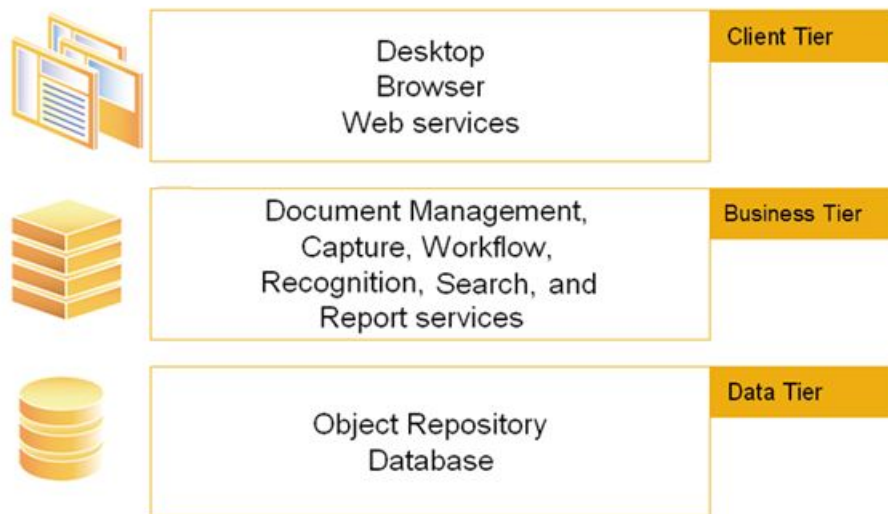 Desktop
Browser
Web services
Client Tier
Document Management,
Capture, Workflow,
Recognition, Search, and
Report services
Business Tier
Object Repository
Database
Data Tier